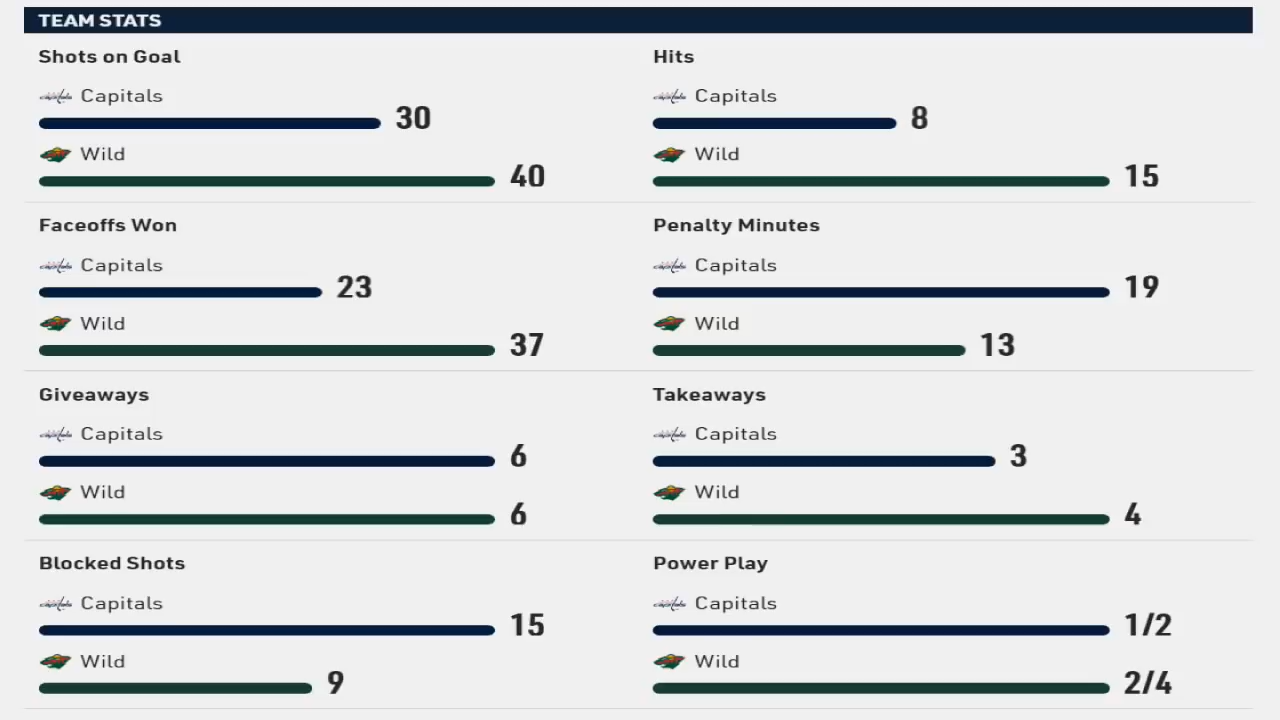 TEAM STATS
Shots on Goal
Capitals
30
Wild
40
Hits
Capitals
8
Wild
15
Faceoffs Won
Capitals
23
Wild
37
Penalty Minutes
Capitals
19
Wild
13
Giveaways
Capitals
6
Wild
6
Takeaways
Capitals
3
Wild
4
Blocked Shots
Capitals
15
Wild
9
Power Play
Capitals
1/2
Wild
2/4